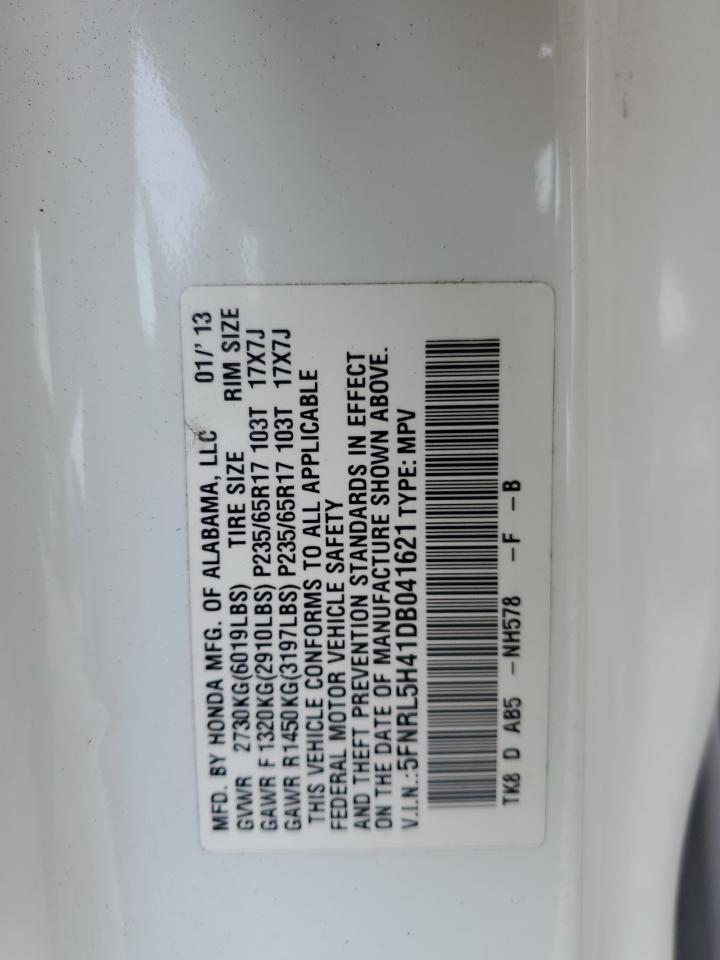 MFD. BY HONDA MFG. OF ALABAMA, LLC 01/'13
GVWR 2730KG(6019LBS) TIRE SIZE RIM SIZE
GAWR F 1320KG(2910LBS) P235/65R17 103T 17X7J
GAWR R1450KG(3197LBS) P235/65R17 103T 17X7J
THIS VEHICLE CONFORMS TO ALL APPLICABLE
FEDERAL MOTOR VEHICLE SAFETY
AND THEFT PREVENTION STANDARDS IN EFFECT
ON THE DATE OF MANUFACTURE SHOWN ABOVE.
V.I.N.:5FNRL5H41DB041621 TYPE: MPV
TK8 D AB5 -NH578 -F -B